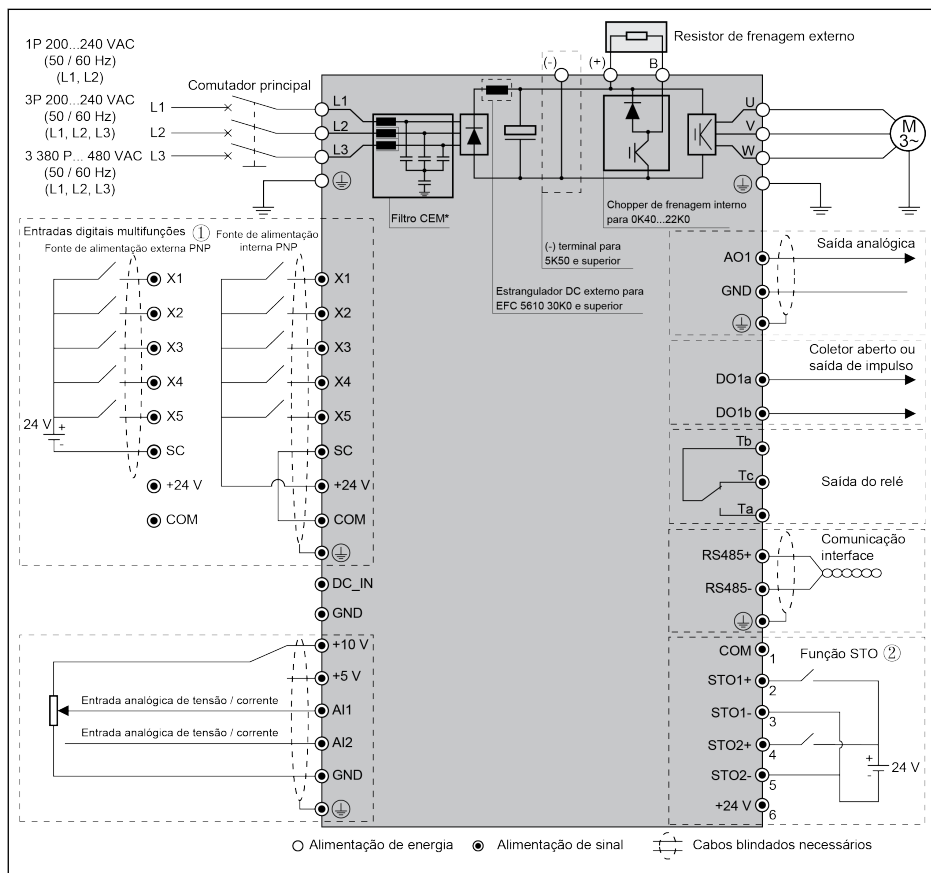 1P 200...240 VAC
(50 / 60 Hz)
(L1, L2)
3P 200...240 VAC
(50 / 60 Hz)
(L1, L2, L3)
3 380 P... 480 VAC
(50 / 60 Hz)
(L1, L2, L3)
Comutador principal
L1
L2
L3
L1
L2
L3
Filtro CEM*
(-)
(+)
B
Resistor de frenagem externo
Chopper de frenagem interno
para 0K40...22K0
(-) terminal para
5K50 e superior
Estrangulador DC externo para
EFC 5610 30K0 e superior
U
V
W
M
3~
Entradas digitais multifunções ①
Fonte de alimentação externa PNP
Fonte de alimentação
interna PNP
X1
X2
X3
X4
X5
SC
+24 V
COM
24 V
+
-
X1
X2
X3
X4
X5
SC
+24 V
COM
DC_IN
GND
+10 V
+5 V
AI1
AI2
GND
Entrada analógica de tensão / corrente
Entrada analógica de tensão / corrente
AO1
GND
Saída analógica
DO1a
DO1b
Coletor aberto ou
saída de impulso
Tb
Tc
Ta
Saída do relé
RS485+
RS485-
Comunicação
interface
COM
1
STO1+
2
STO1-
3
STO2+
4
STO2-
5
+24 V
6
Função STO ②
+
-
24 V
Alimentação de energia
Alimentação de sinal
Cabos blindados necessários